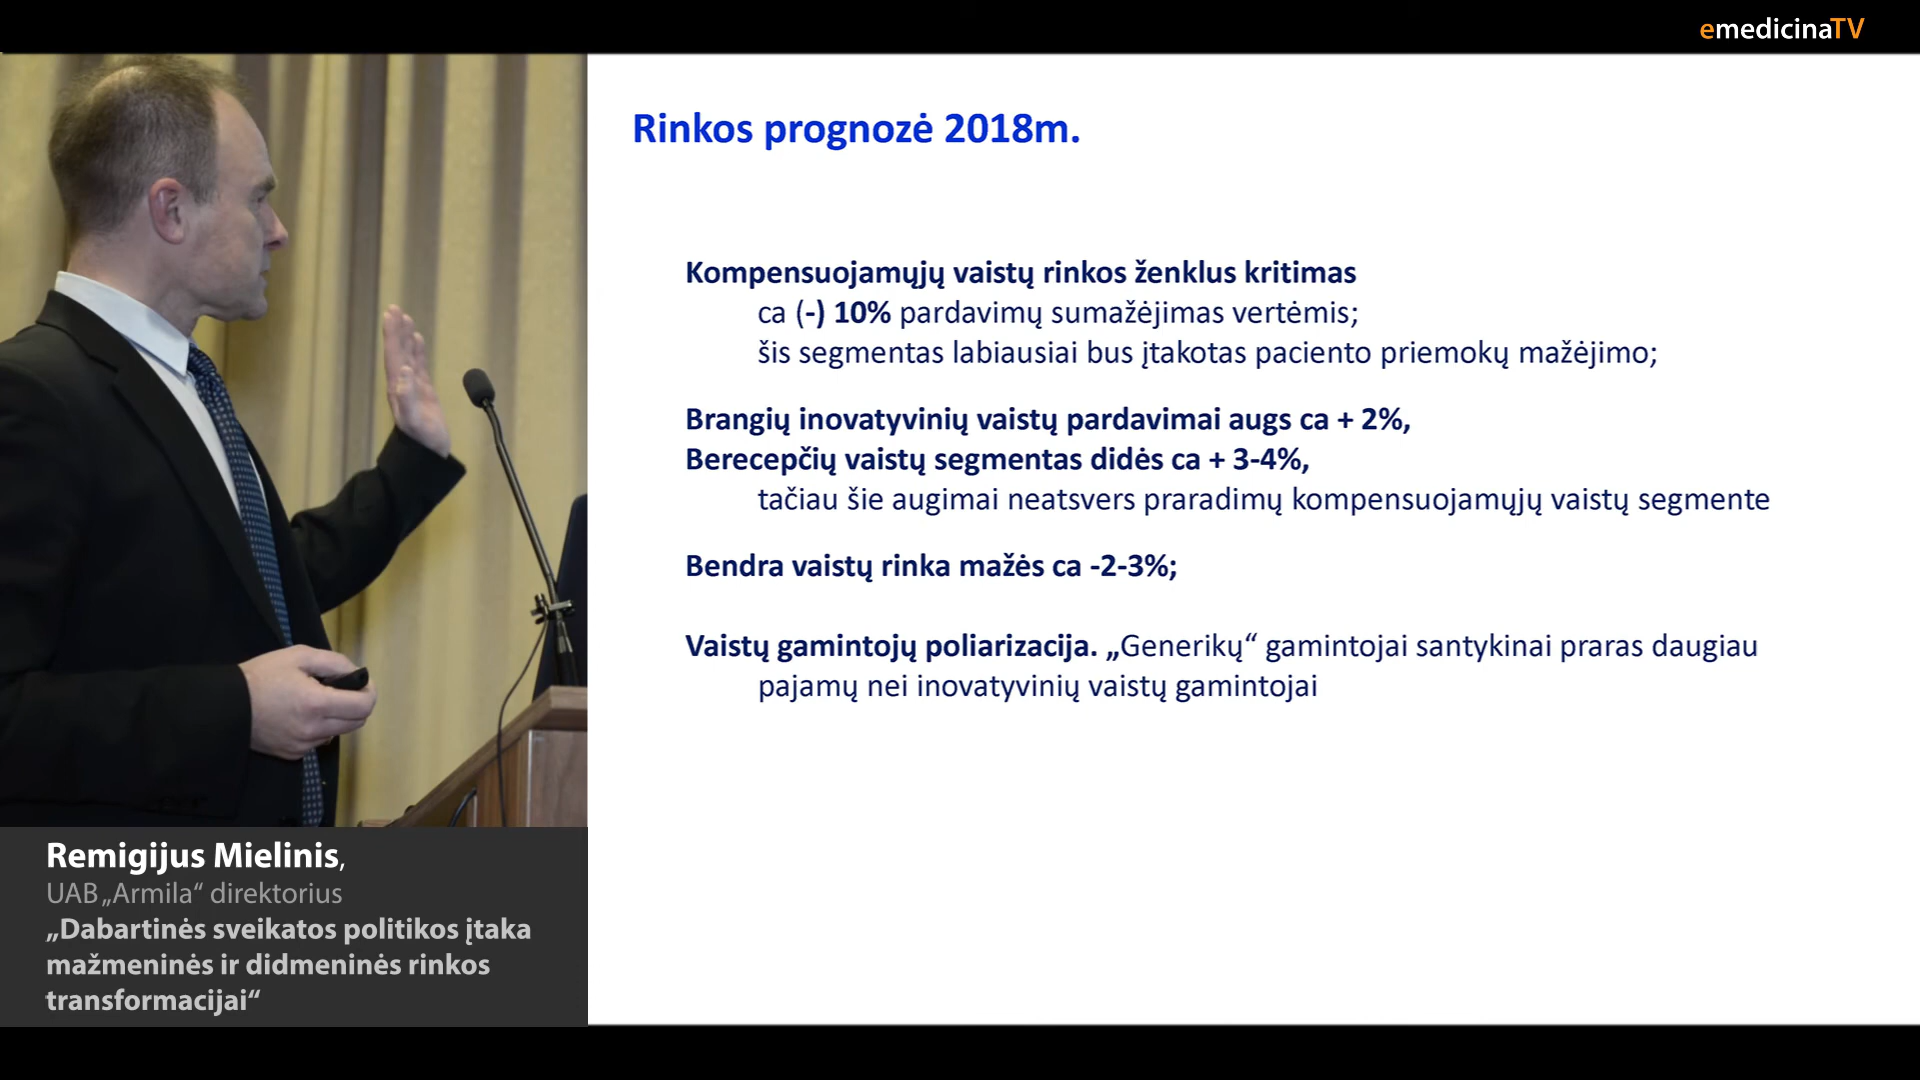 emedicinaTV
Rinkos prognozė 2018m.
Kompensuojamųjų vaistų rinkos ženklus kritimas
ca (-) 10% pardavimų sumažėjimas vertėmis;
šis segmentas labiausiai bus įtakotas paciento priemokų mažėjimo;
Brangių inovatyvinių vaistų pardavimai augs ca + 2%,
Berecepčių vaistų segmentas didės ca + 3-4%,
tačiau šie augimai neatsvers praradimų kompensuojamųjų vaistų segmente
Bendra vaistų rinka mažės ca -2-3%;
Vaistų gamintojų poliarizacija. „Generikų“ gamintojai santykinai praras daugiau
pajamų nei inovatyvinių vaistų gamintojai
Remigijus Mielinis,
UAB „Armila“ direktorius
„Dabartinės sveikatos politikos įtaka
mažmeninės ir didmeninės rinkos
transformacijai“